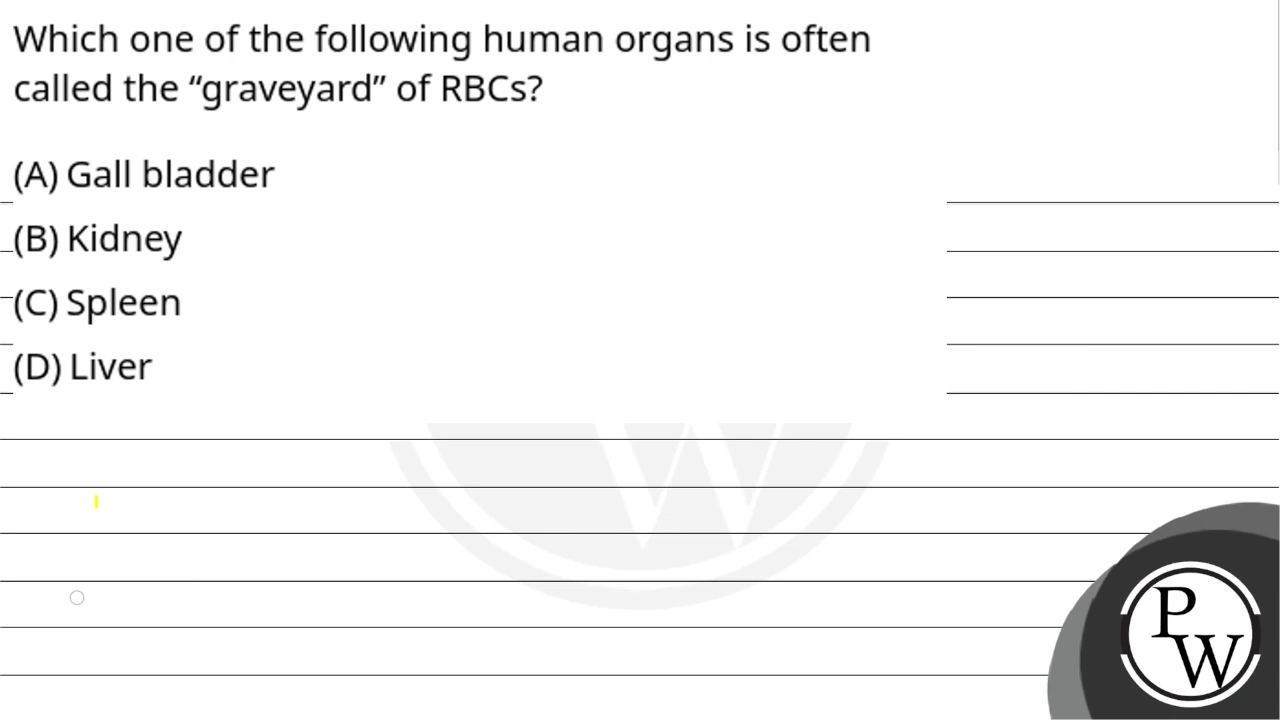 Which one of the following human organs is often
called the “graveyard” of RBCs?
(A) Gall bladder
(B) Kidney
(C) Spleen
(D) Liver
P
W